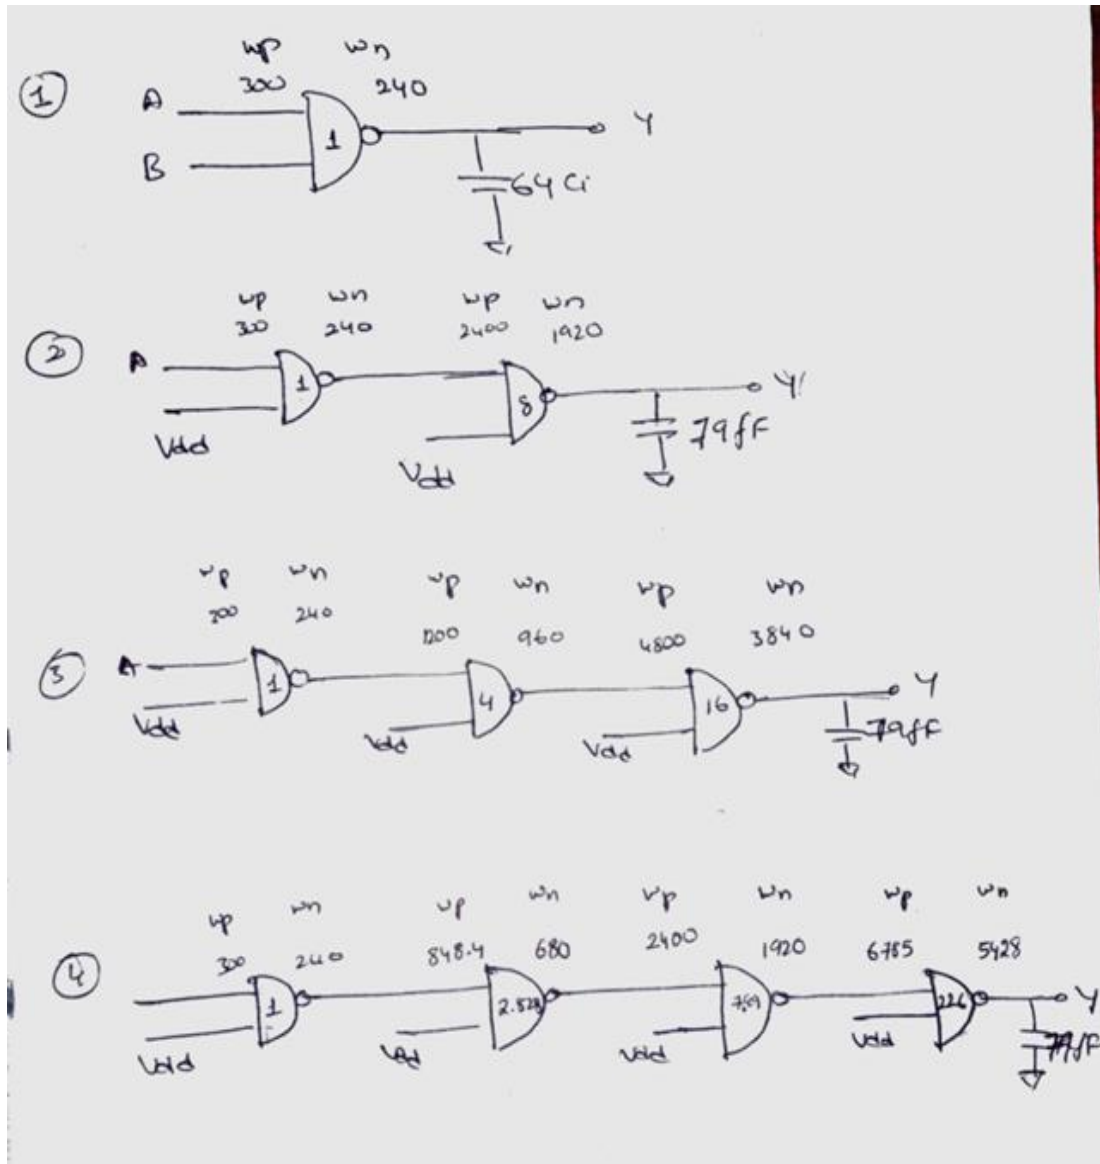 wp wn
① A 300 240
1 Y
B
64 Ci
wp wn wp wn
300 240 2400 1920
② A 1 8 Y
79fF
Vdd Vdd
wp wn wp wn wp wn
300 240 1200 960 4800 3840
③ A 1 4 16 Y
Vdd Vdd Vdd 79fF
wp wn wp wn wp wn wp wn
300 240 848.4 680 2400 1920 6785 5428
④ 1 2.828 Y
Vdd Vdd Vdd Vdd 79fF